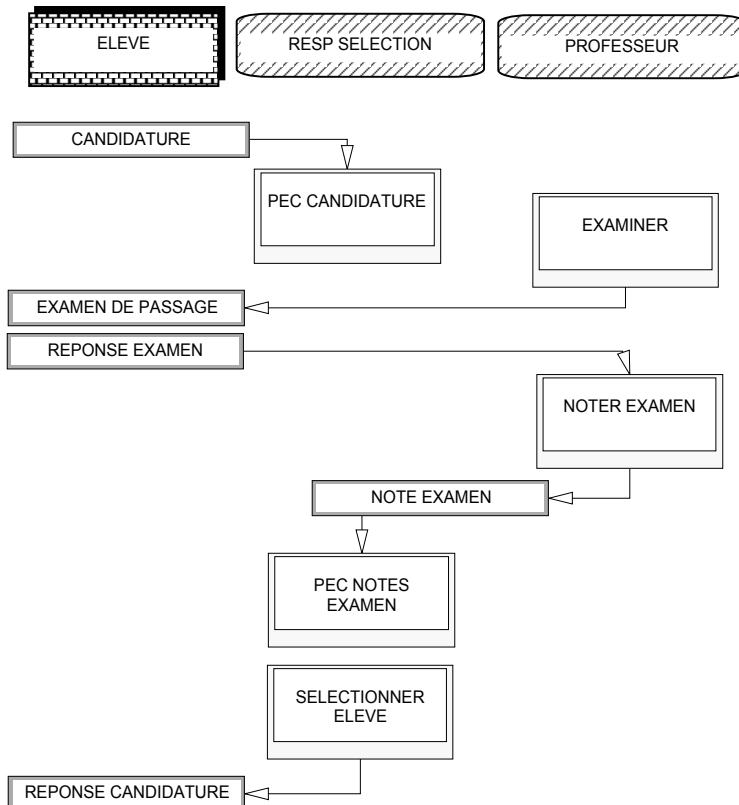 ELEVE
RESP SELECTION
PROFESSEUR
CANDIDATURE
PEC CANDIDATURE
EXAMINER
EXAMEN DE PASSAGE
REPONSE EXAMEN
NOTER EXAMEN
NOTE EXAMEN
PEC NOTES
EXAMEN
SELECTIONNER
ELEVE
REPONSE CANDIDATURE